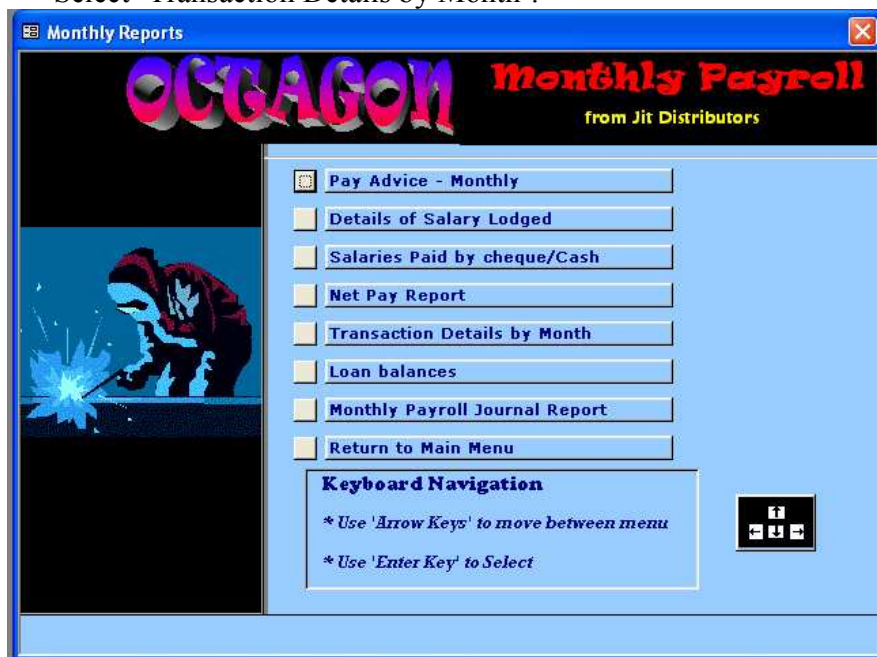 Select "Transaction Details by Month".
Monthly Reports
OCTAGON
Monthly Payroll
from Jit Distributors
Pay Advice - Monthly
Details of Salary Lodged
Salaries Paid by cheque/Cash
Net Pay Report
Transaction Details by Month
Loan balances
Monthly Payroll Journal Report
Return to Main Menu
Keyboard Navigation
* Use 'Arrow Keys' to move between menu
* Use 'Enter Key' to Select